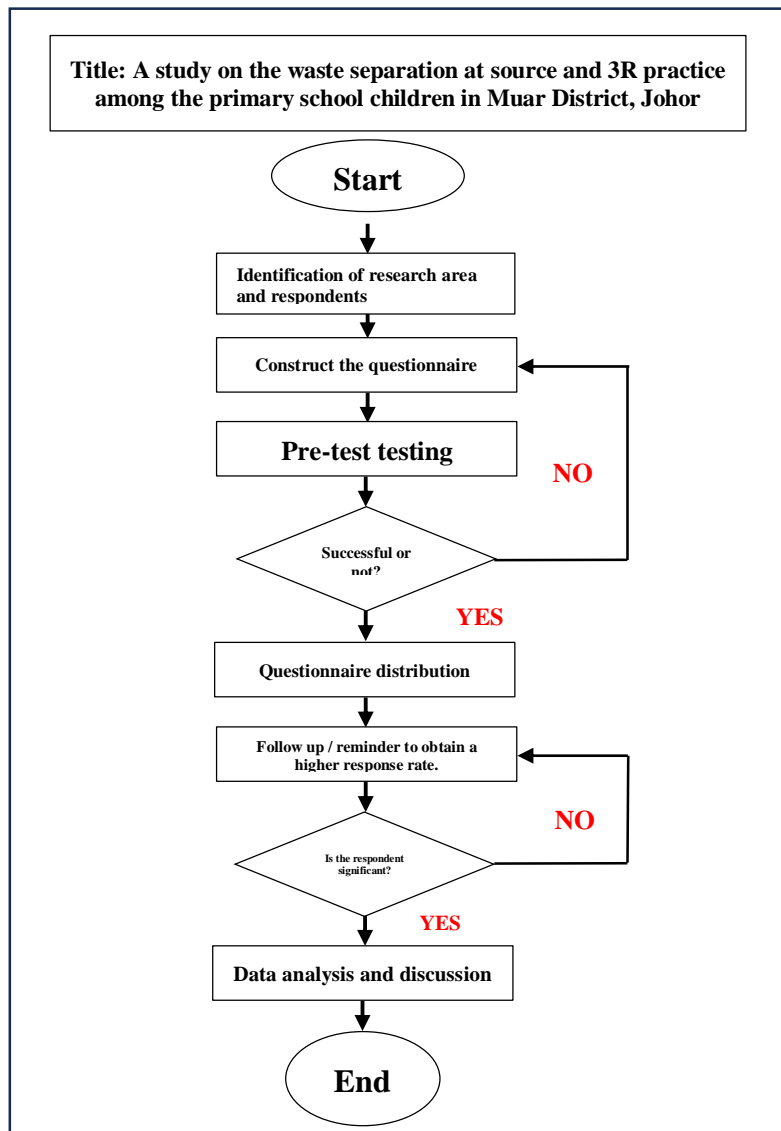 Title: A study on the waste separation at source and 3R practice
among the primary school children in Muar District, Johor
Start
Identification of research area
and respondents
Construct the questionnaire
Pre-test testing
NO
Successful or
not?
YES
Questionnaire distribution
Follow up / reminder to obtain a
higher response rate.
NO
Is the respondent
significant?
YES
Data analysis and discussion
End